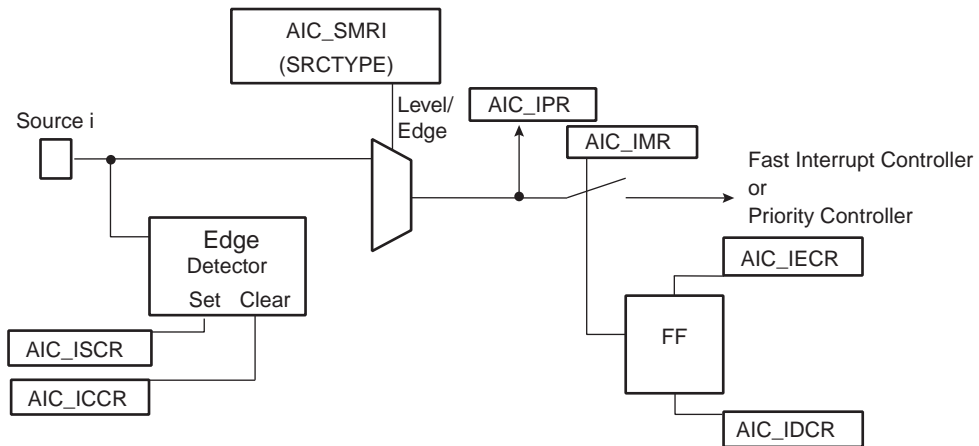 AIC_SMRI
(SRCTYPE)
Level/
Edge
AIC_IPR
Source i
AIC_IMR
Fast Interrupt Controller
or
Priority Controller
Edge
Detector
Set Clear
AIC_IECR
FF
AIC_ISCR
AIC_ICCR
AIC_IDCR